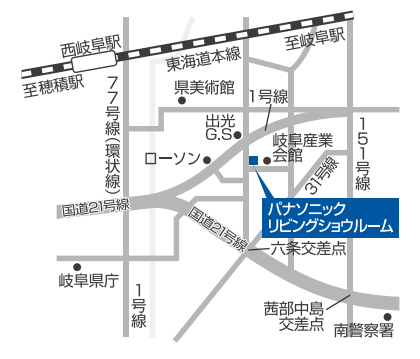 西岐阜駅
至穂積駅
東海道本線
至岐阜駅
県美術館
77号線(環状線)
1号線
出光
G.S
岐阜産業
会館
151号線
ローソン
31号線
国道21号線
パナソニック
リビングショウルーム
国道21号線
六条交差点
岐阜県庁
1号線
茜部中島
交差点
南警察署